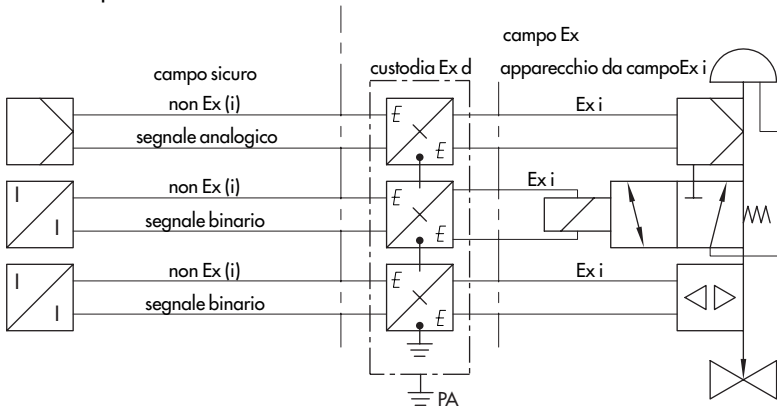 campo Ex
campo sicuro
custodia Ex d
apparecchio da campoEx i
non Ex (i)
Ex i
segnale analogico
E
E
non Ex (i)
Ex i
I
I
segnale binario
E
E
non Ex (i)
Ex i
I
I
segnale binario
E
E
PA